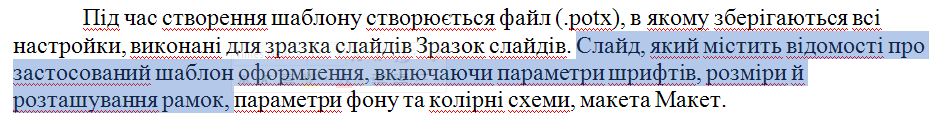 Під час створення шаблону створюється файл (.potx), в якому зберігаються всі
настройки, виконані для зразка слайдів Зразок слайдів. Слайд, який містить відомості про
застосований шаблон оформлення, включаючи параметри шрифтів, розміри й
розташування рамок, параметри фону та колірні схеми, макета Макет.